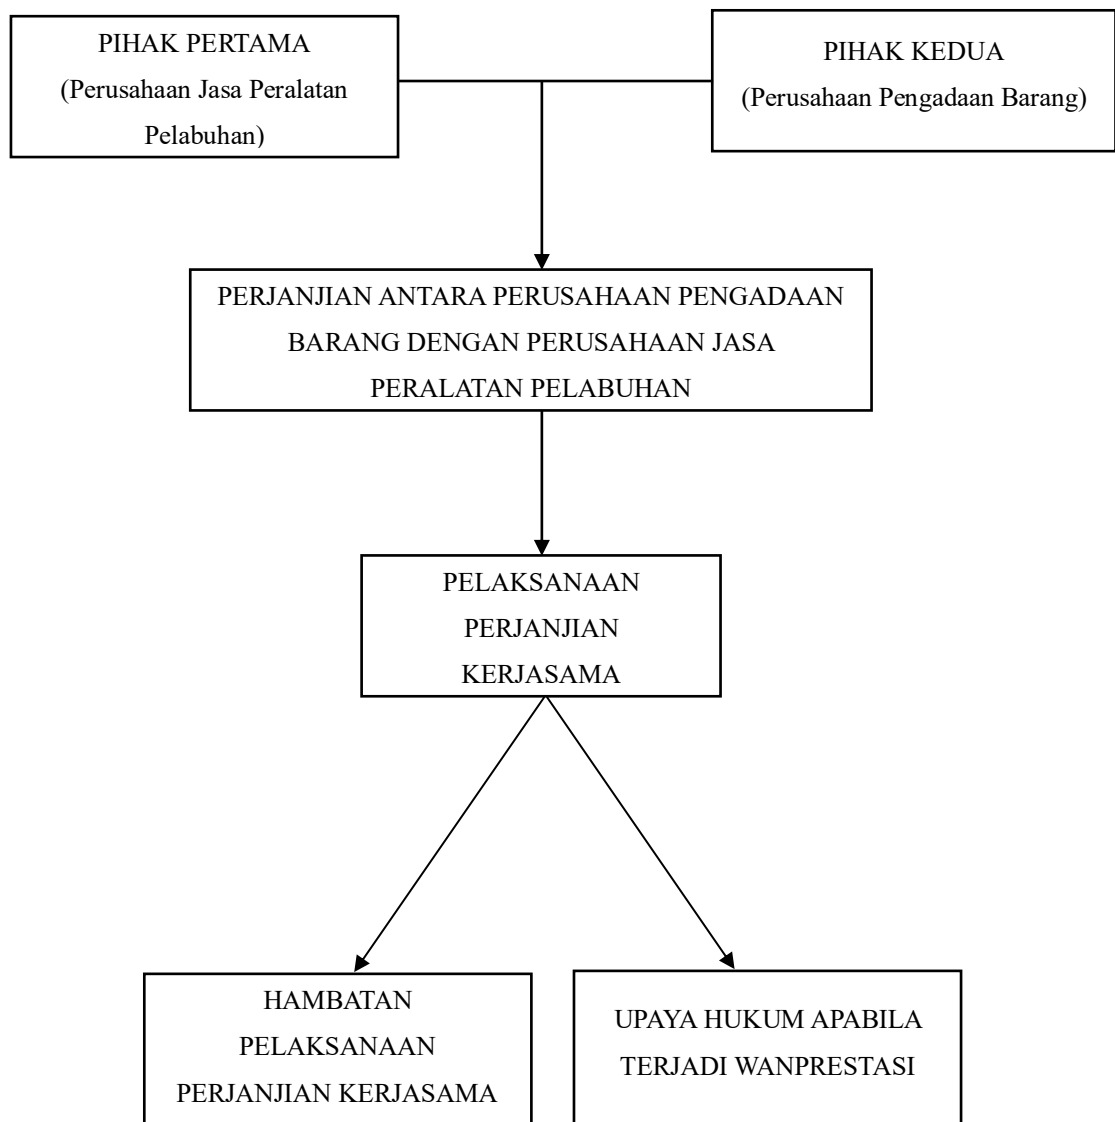 PIHAK PERTAMA
(Perusahaan Jasa Peralatan
Pelabuhan)
PIHAK KEDUA
(Perusahaan Pengadaan Barang)
PERJANJIAN ANTARA PERUSAHAAN PENGADAAN
BARANG DENGAN PERUSAHAAN JASA
PERALATAN PELABUHAN
PELAKSANAAN
PERJANJIAN
KERJASAMA
HAMBATAN
PELAKSANAAN
PERJANJIAN KERJASAMA
UPAYA HUKUM APABILA
TERJADI WANPRESTASI